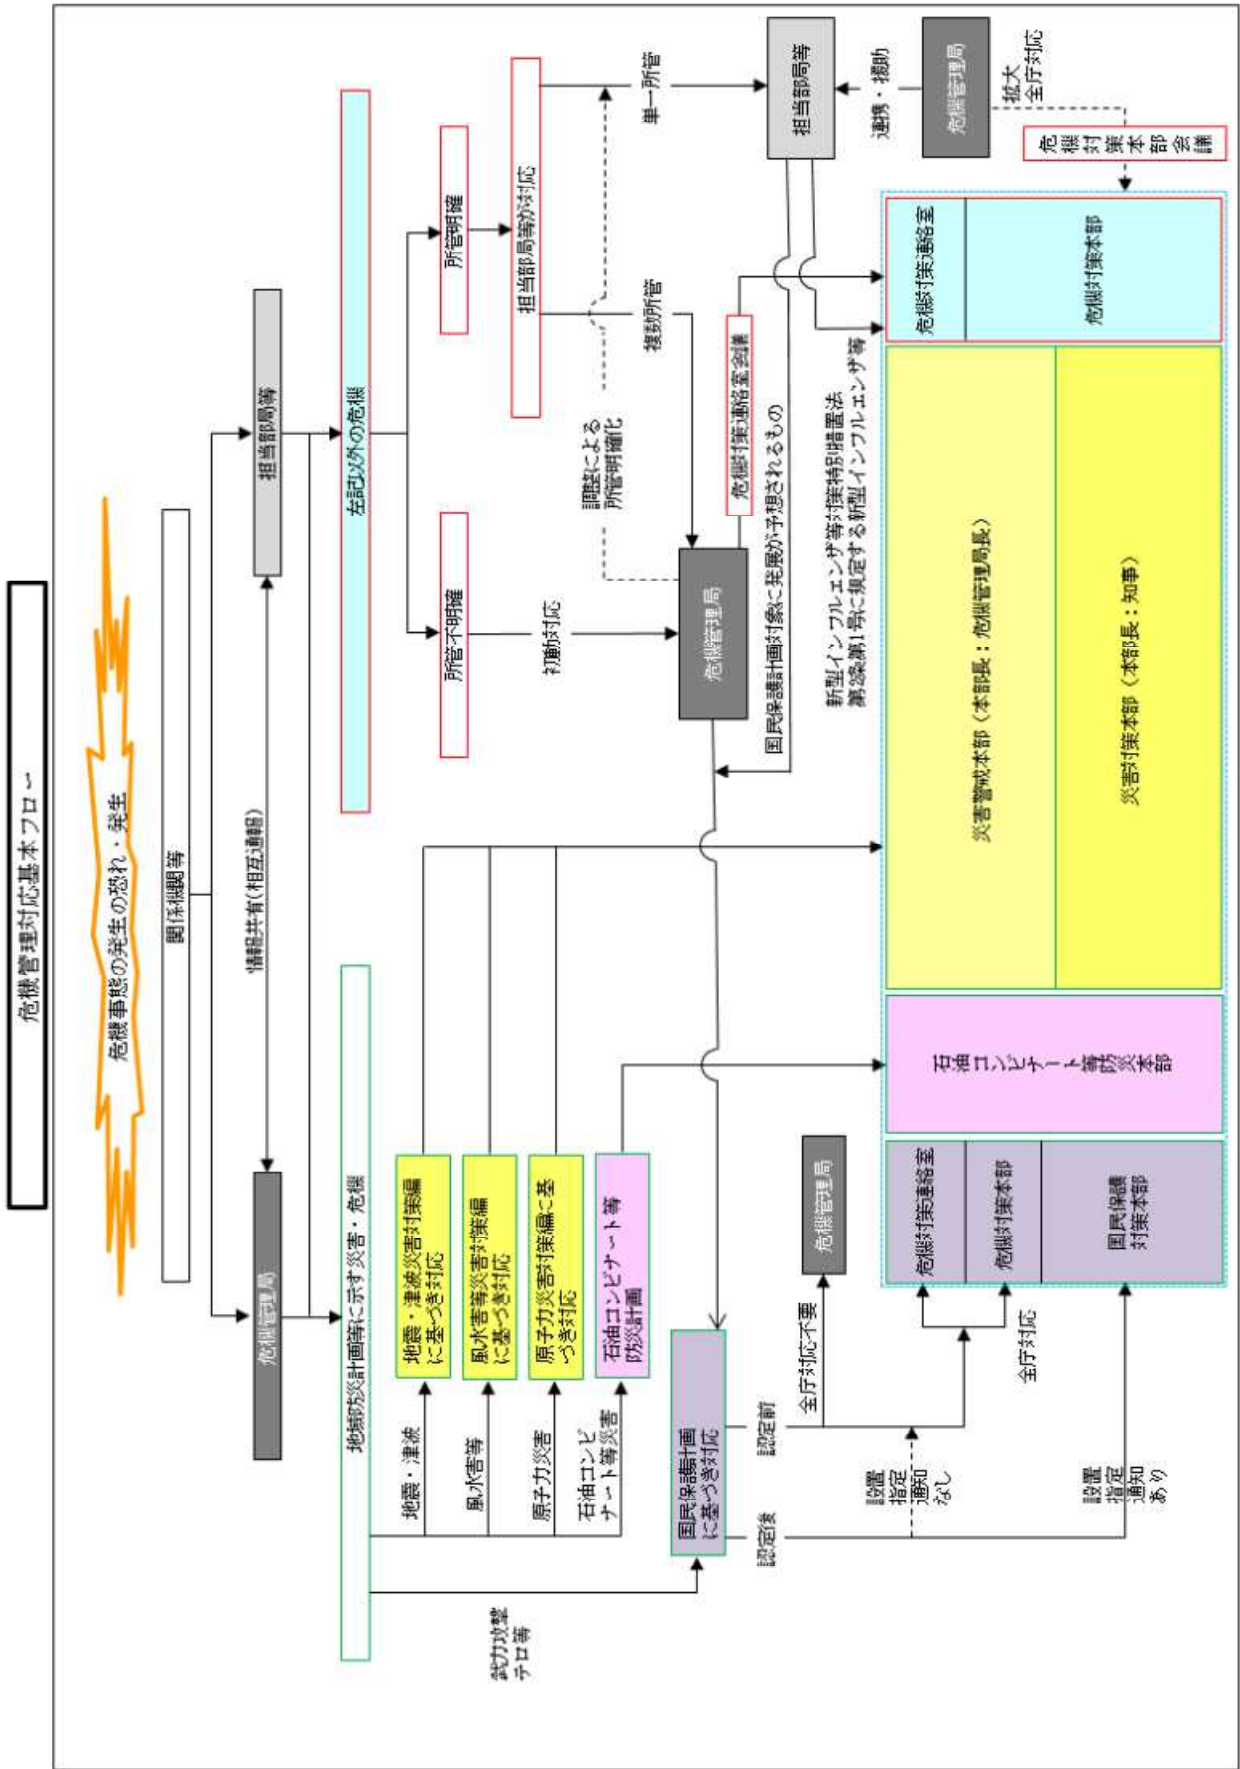 危機管理対応基本フロー
危機事態の発生の恐れ・発生
関係機関等
危機管理局
情報共有（相互通報）
担当部局等
地域防災計画等に示す災害・危機
左記以外の危機
地震・津波
地震・津波災害対策編
に基づき対応
風水害等
風水害等災害対策編
に基づき対応
原子力災害
原子力災害対策編に基
づき対応
石油コンビ
ナート等災害
石油コンビナート等
防災計画
武力攻撃
テロ等
国民保護計画
に基づき対応
所管不明確
所管明確
初動対応
担当部局等が対応
調整による
所管明確化
複数所管
単一所管
危機管理局
危機対策連絡室会議
担当部局等
連携・援助
危機管理局
拡大
全庁対応
危機対策本部会議
国民保護計画対象に発展が予想されるもの
新型インフルエンザ等対策特別措置法
第2条第1号に規定する新型インフルエンザ等
認定後
認定前
全庁対応不要
危機管理局
設置
指定
通知
なし
全庁対応
設置
指定
通知
あり
危機対策連絡室
危機対策本部
国民保護
対策本部
石油コンビナート等防災本部
災害警戒本部（本部長：危機管理局長）
災害対策本部（本部長：知事）
危機対策連絡室
危機対策本部